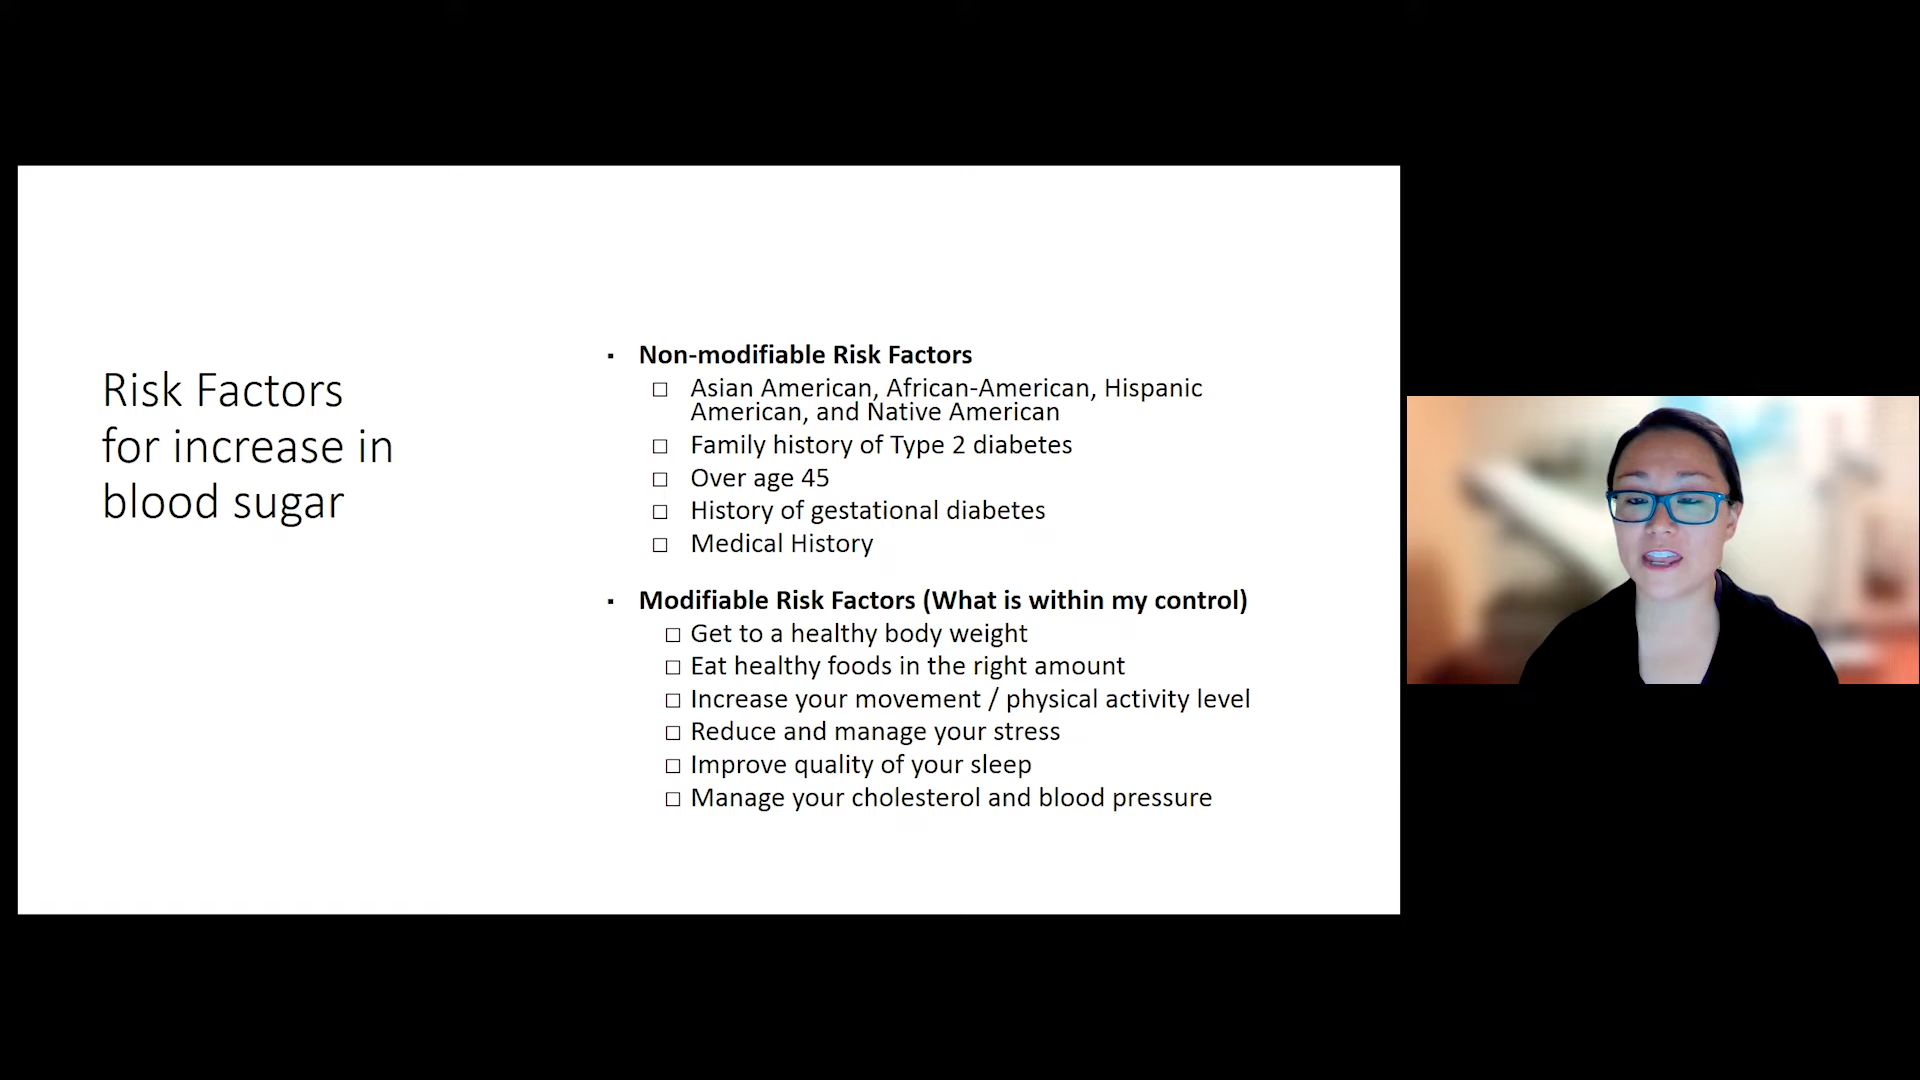 Risk Factors
for increase in
blood sugar
▪ Non-modifiable Risk Factors
□ Asian American, African-American, Hispanic
American, and Native American
□ Family history of Type 2 diabetes
□ Over age 45
□ History of gestational diabetes
□ Medical History
▪ Modifiable Risk Factors (What is within my control)
□ Get to a healthy body weight
□ Eat healthy foods in the right amount
□ Increase your movement / physical activity level
□ Reduce and manage your stress
□ Improve quality of your sleep
□ Manage your cholesterol and blood pressure